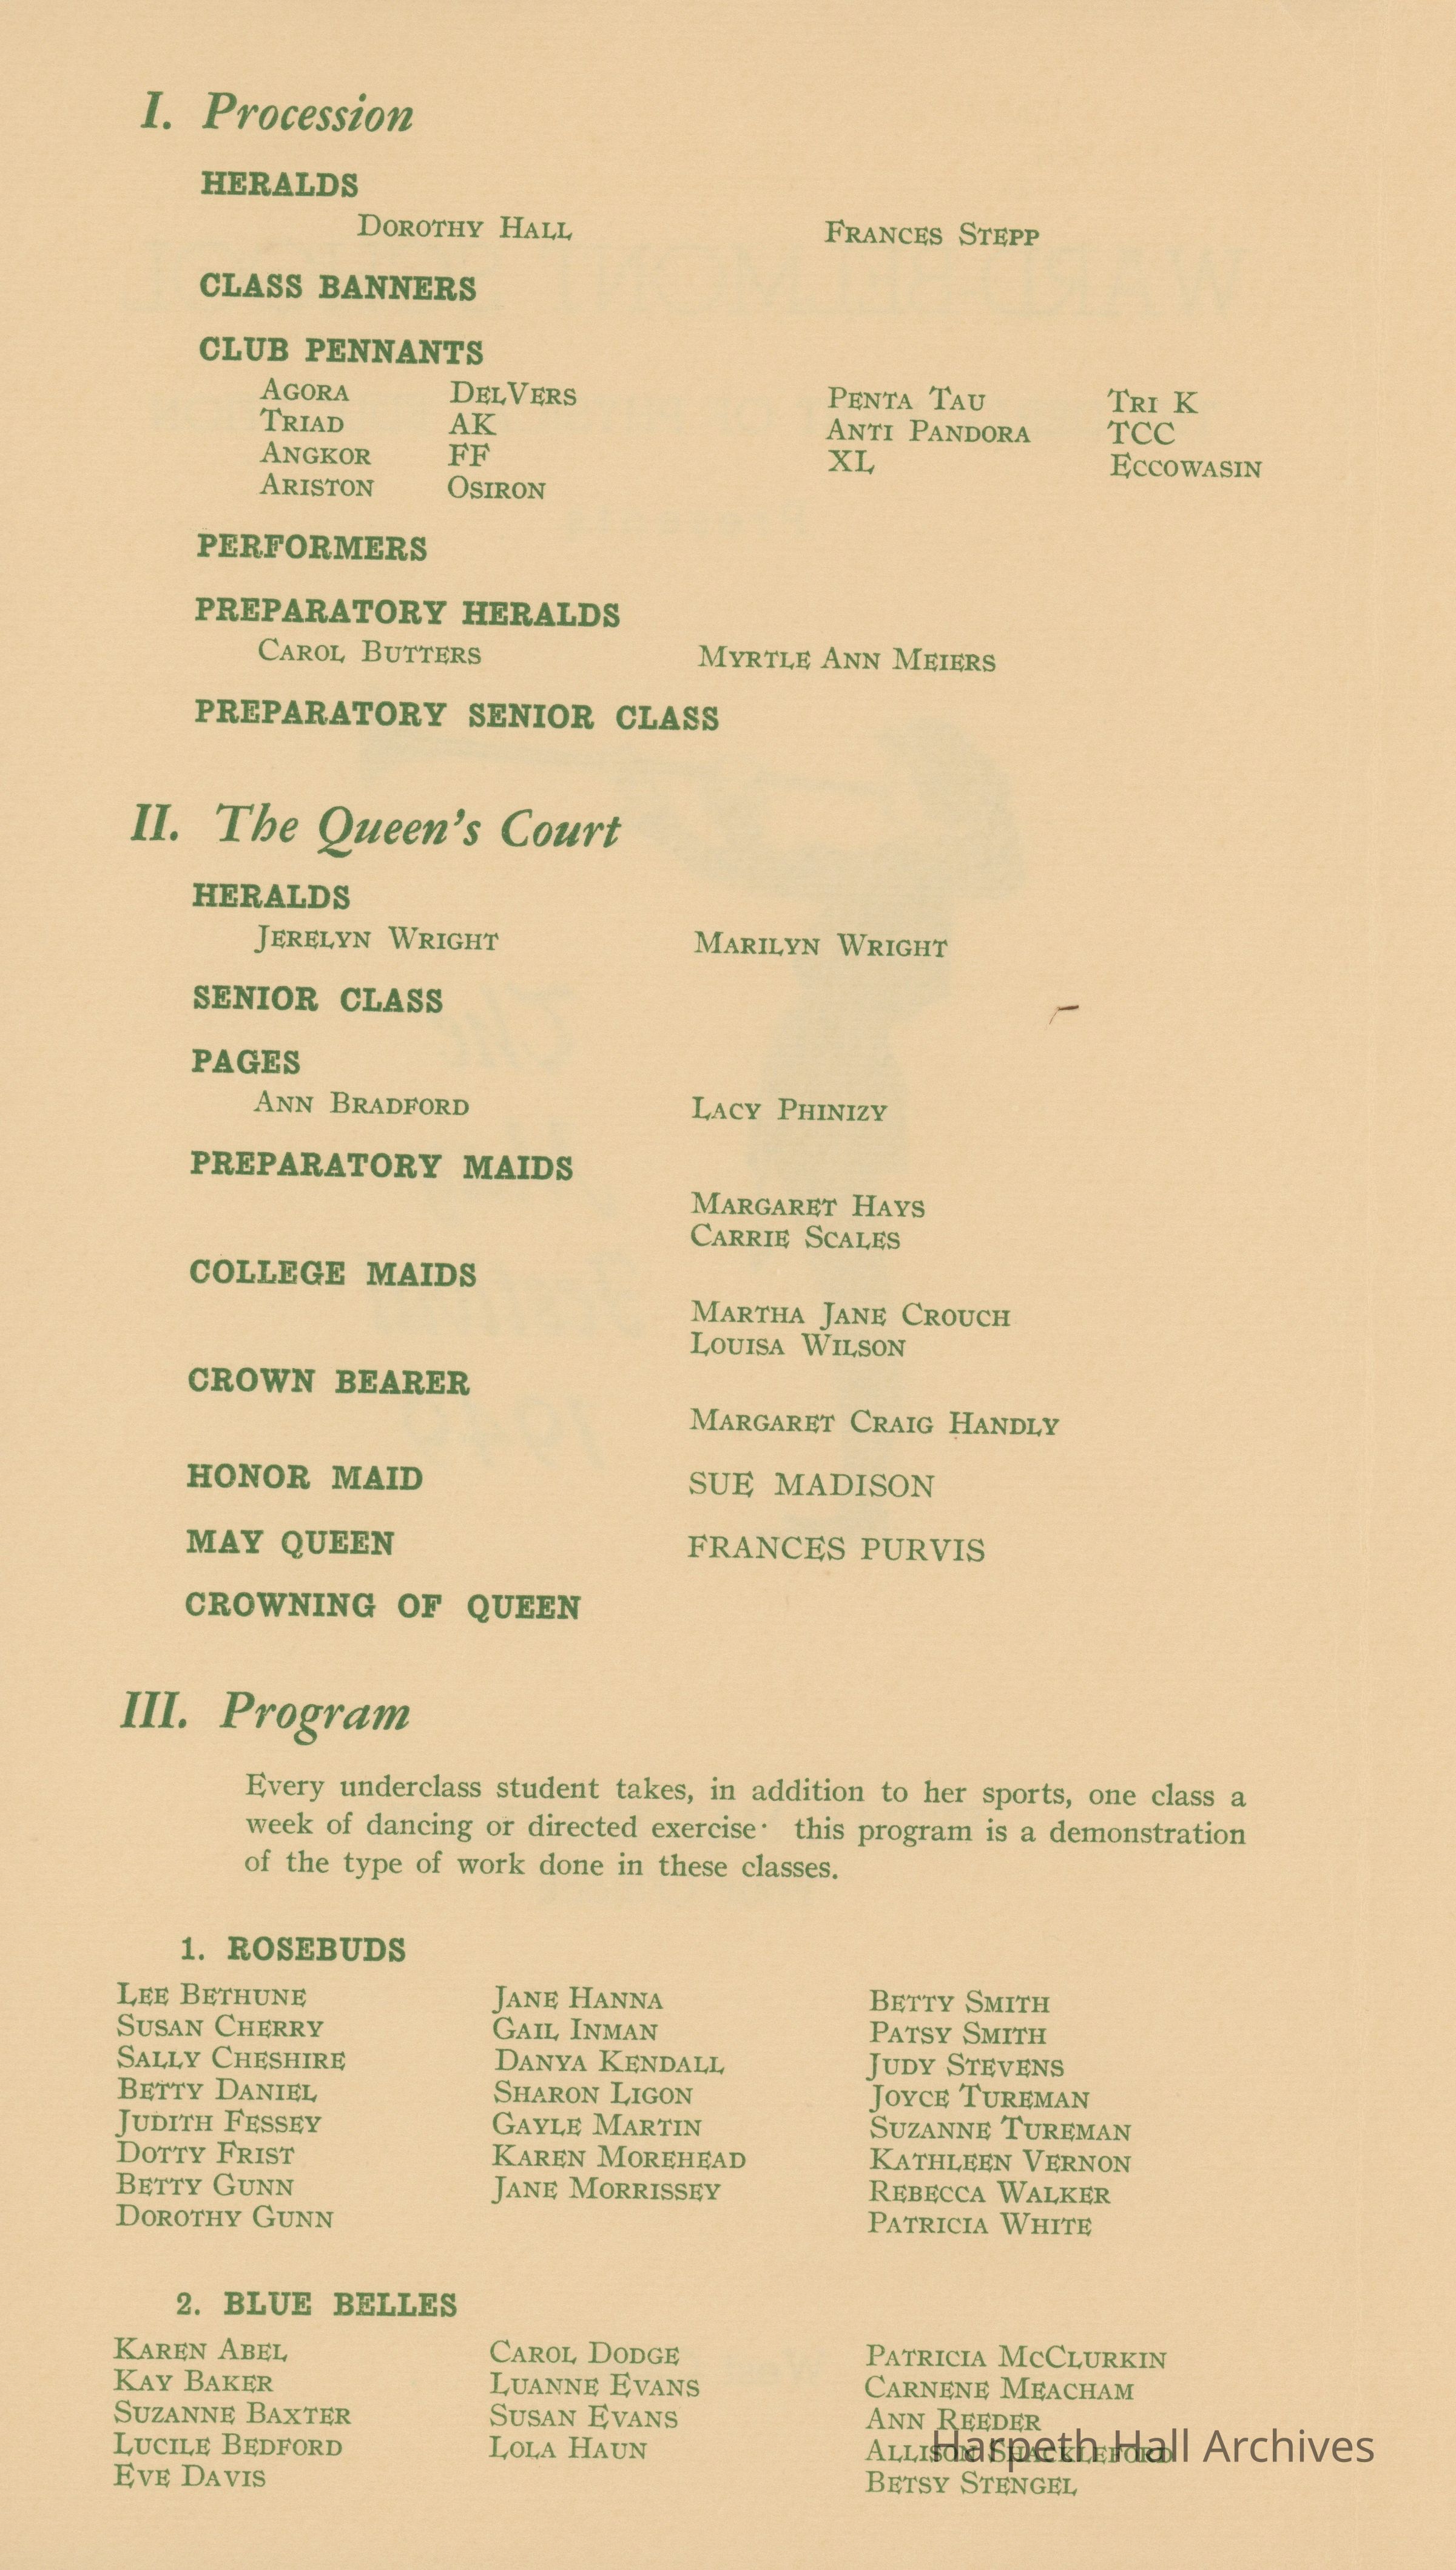 I. Procession
HERALDS
DOROTHY HALL FRANCES STEPP
CLASS BANNERS
CLUB PENNANTS
AGORA DELVERS PENTA TAU TRI K
TRIAD AK ANTI PANDORA TCC
ANGKOR FF XL ECCOWASIN
ARISTON OSIRON
PERFORMERS
PREPARATORY HERALDS
CAROL BUTTERS MYRTLE ANN MEIERS
PREPARATORY SENIOR CLASS
II. The Queen's Court
HERALDS
JERELYN WRIGHT MARILYN WRIGHT
SENIOR CLASS
PAGES
ANN BRADFORD LACY PHINIZY
PREPARATORY MAIDS
MARGARET HAYS
CARRIE SCALES
COLLEGE MAIDS
MARTHA JANE CROUCH
LOUISA WILSON
CROWN BEARER
MARGARET CRAIG HANDLY
HONOR MAID SUE MADISON
MAY QUEEN FRANCES PURVIS
CROWNING OF QUEEN
III. Program
Every underclass student takes, in addition to her sports, one class a
week of dancing or directed exercise· this program is a demonstration
of the type of work done in these classes.
1. ROSEBUDS
LEE BETHUNE JANE HANNA BETTY SMITH
SUSAN CHERRY GAIL INMAN PATSY SMITH
SALLY CHESHIRE DANYA KENDALL JUDY STEVENS
BETTY DANIEL SHARON LIGON JOYCE TUREMAN
JUDITH FESSEY GAYLE MARTIN SUZANNE TUREMAN
DOTTY FRIST KAREN MOREHEAD KATHLEEN VERNON
BETTY GUNN JANE MORRISSEY REBECCA WALKER
DOROTHY GUNN PATRICIA WHITE
2. BLUE BELLES
KAREN ABEL CAROL DODGE PATRICIA MCCLURKIN
KAY BAKER LUANNE EVANS CARNENE MEACHAM
SUZANNE BAXTER SUSAN EVANS ANN REEDER
LUCILE BEDFORD LOLA HAUN ALLISON SHACKLEFORD
EVE DAVIS BETSY STENGEL
Harpeth Hall Archives